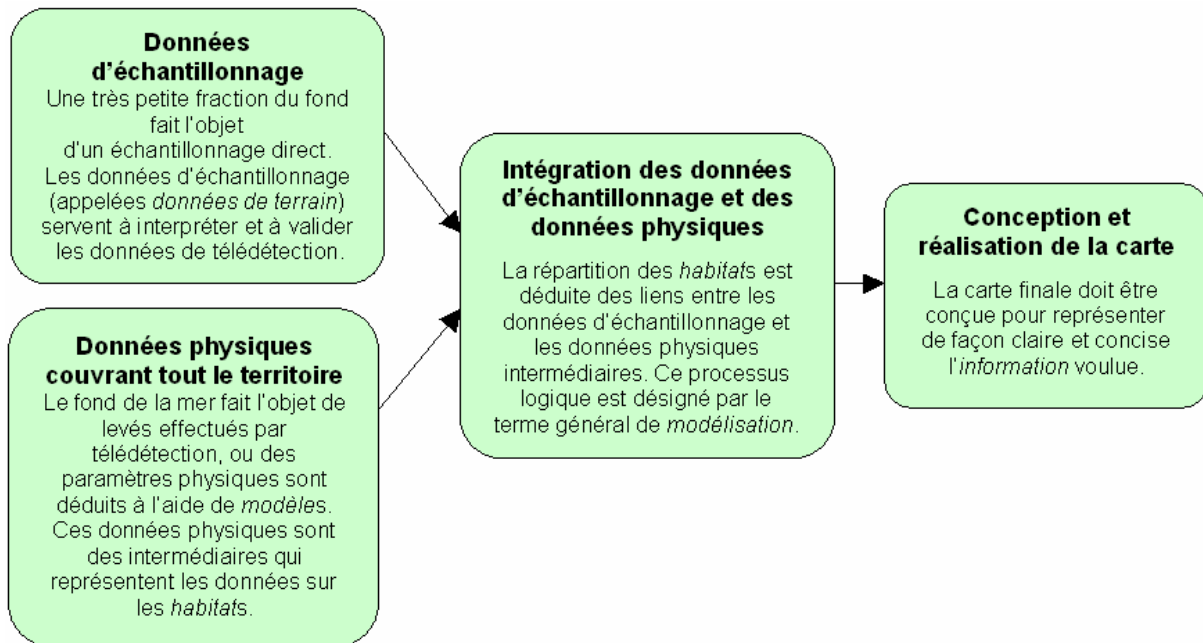 Données
d’échantillonnage
Une très petite fraction du fond
fait l’objet
d’un échantillonnage direct.
Les données d’échantillonnage
(appelées données de terrain)
servent à interpréter et à valider
les données de télédétection.
Données physiques
couvrant tout le territoire
Le fond de la mer fait l’objet de
levés effectués par
télédétection, ou des
paramètres physiques sont
déduits à l’aide de modèles.
Ces données physiques sont
des intermédiaires qui
représentent les données sur
les habitats.
Intégration des données
d’échantillonnage et des
données physiques
La répartition des habitats est
déduite des liens entre les
données d’échantillonnage et
les données physiques
intermédiaires. Ce processus
logique est désigné par le
terme général de modélisation.
Conception et
réalisation de la carte
La carte finale doit être
conçue pour représenter
de façon claire et concise
l’information voulue.